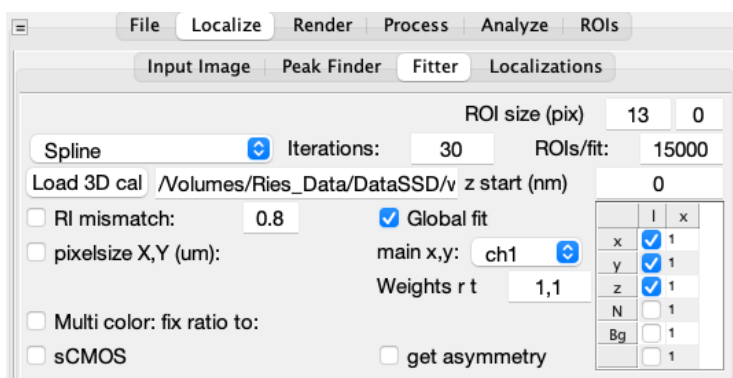 File Localize Render Process Analyze ROIs
Input Image Peak Finder Fitter Localizations
ROI size (pix) 13 0
Spline Iterations: 30 ROIs/fit: 15000
Load 3D cal /Volumes/Ries_Data/DataSSD/v z start (nm) 0
RI mismatch: 0.8 Global fit l x
pixelsize X,Y (um): main x,y: ch1 x 1
y 1
Weights r t 1,1 z 1
N 1
Multi color: fix ratio to: Bg 1
sCMOS get asymmetry 1